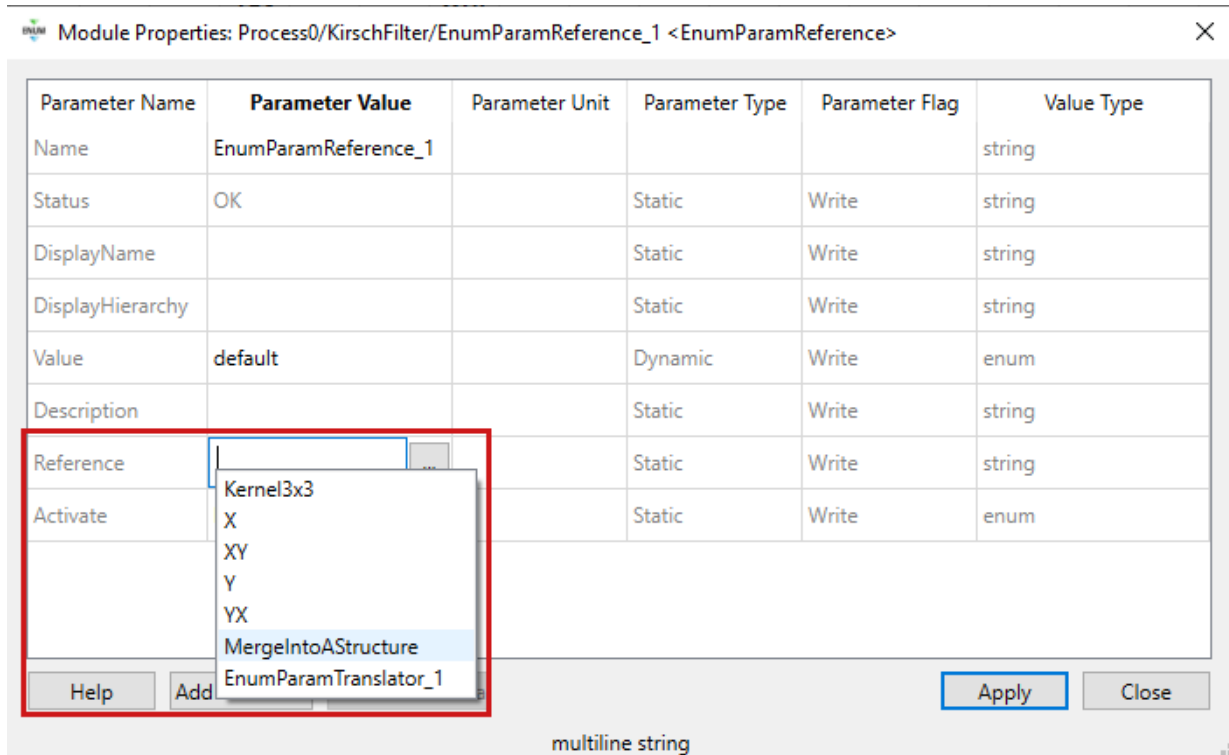 ENUM
Module Properties: Process0/KirschFilter/EnumParamReference_1 <EnumParamReference>
Parameter Name Parameter Value Parameter Unit Parameter Type Parameter Flag Value Type
Name EnumParamReference_1 string
Status OK Static Write string
DisplayName Static Write string
DisplayHierarchy Static Write string
Value default Dynamic Write enum
Description Static Write string
Reference ... Static Write string
Kernel3x3
Activate Static Write enum
X
XY
Y
YX
MergeIntoAStructure
EnumParamTranslator_1
Help Add Apply Close
multiline string